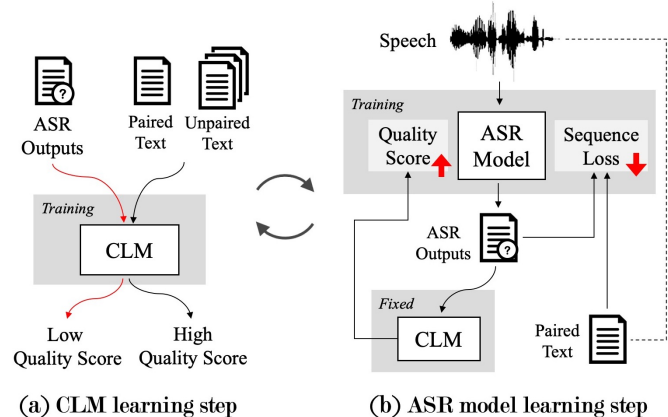 ASR
Outputs
?
Paired
Text
Unpaired
Text
Training
CLM
Low
Quality Score
High
Quality Score
(a) CLM learning step
Speech
Training
Quality
Score
ASR
Model
Sequence
Loss
ASR
Outputs
?
Fixed
CLM
Paired
Text
(b) ASR model learning step